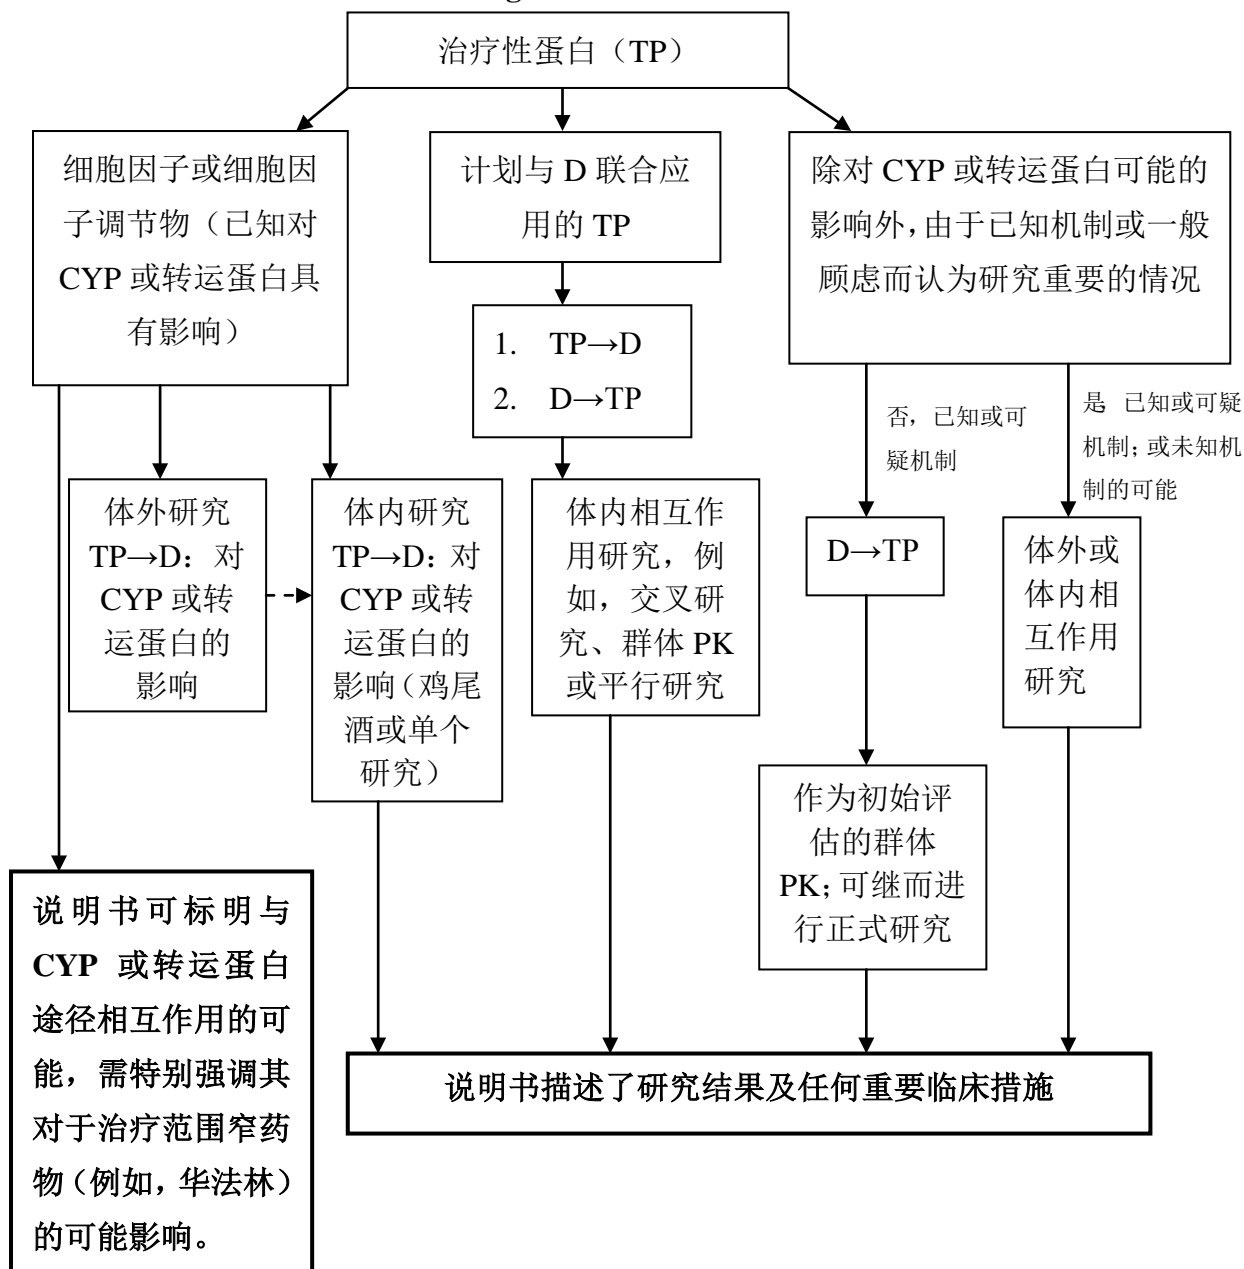 g
治疗性蛋白（TP）
细胞因子或细胞因
子调节物（已知对
CYP 或转运蛋白具
有影响）
计划与 D 联合应
用的 TP
除对 CYP 或转运蛋白可能的
影响外，由于已知机制或一般
顾虑而认为研究重要的情况
1. TP→D
2. D→TP
否，已知或可
疑机制
是 已知或可疑
机制；或未知机
制的可能
体外研究
TP→D：对
CYP 或转
运蛋白的
影响
体内研究
TP→D：对
CYP 或转
运蛋白的
影响（鸡尾
酒或单个
研究）
体内相互作
用研究，例
如，交叉研
究、群体 PK
或平行研究
D→TP
体外或
体内相
互作用
研究
作为初始评
估的群体
PK；可继而进
行正式研究
说明书可标明与
CYP 或转运蛋白
途径相互作用的可
能，需特别强调其
对于治疗范围窄药
物（例如，华法林）
的可能影响。
说明书描述了研究结果及任何重要临床措施